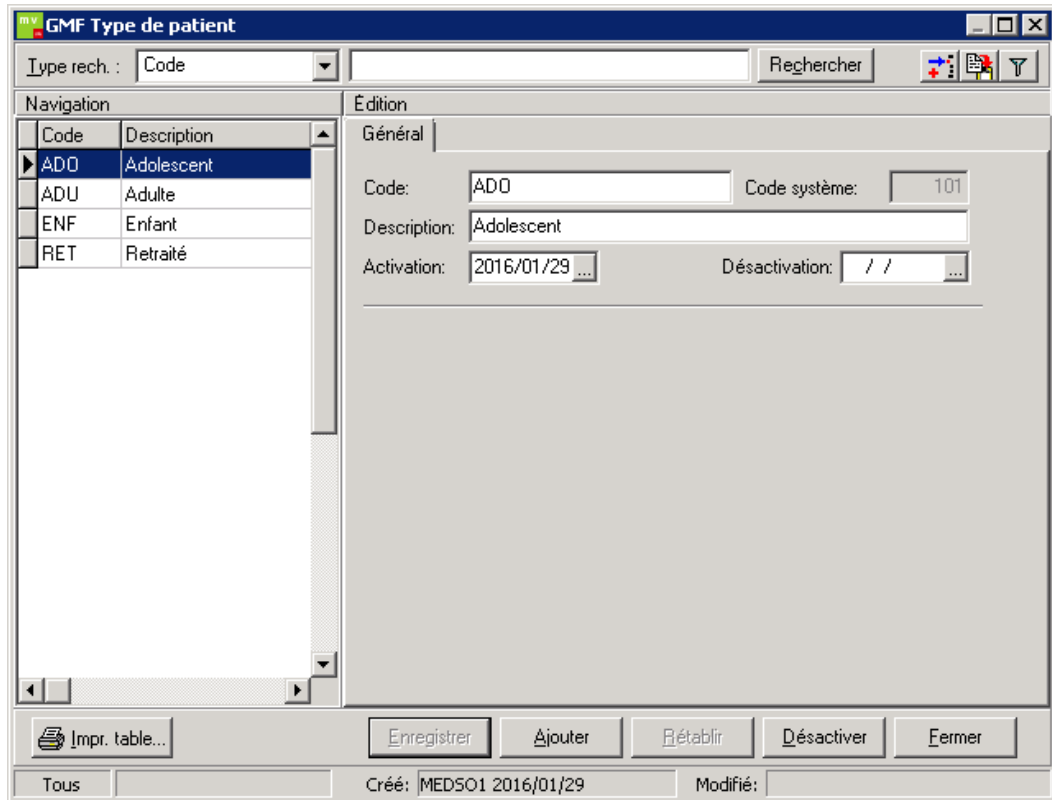 GMF Type de patient
Type rech. : Code Rechercher
Navigation Édition
Code Description
ADO Adolescent
ADU Adulte
ENF Enfant
RET Retraité
Général
Code: ADO Code système: 101
Description: Adolescent
Activation: 2016/01/29 ... Désactivation: / / ...
Impr. table... Enregistrer Ajouter Rétablir Désactiver Fermer
Tous Créé: MEDSO1 2016/01/29 Modifié: